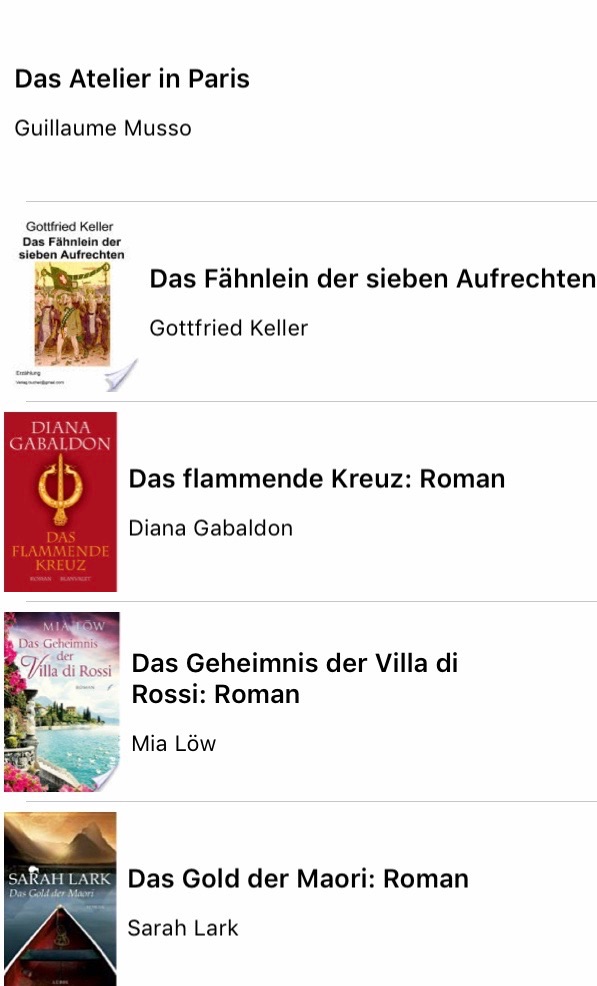 Das Atelier in Paris
Guillaume Musso
Gottfried Keller
Das Fähnlein der
sieben Aufrechten
Erzählung
Das Fähnlein der sieben Aufrechten
Gottfried Keller
DIANA
GABALDON
DAS
FLAMMENDE
KREUZ
ROMAN BLANVALET
Das flammende Kreuz: Roman
Diana Gabaldon
MIA LÖW
Das Geheimnis
der
Villa di Rossi
ROMAN
Das Geheimnis der Villa di
Rossi: Roman
Mia Löw
SARAH LARK
Das Gold der Maori
Das Gold der Maori: Roman
Sarah Lark